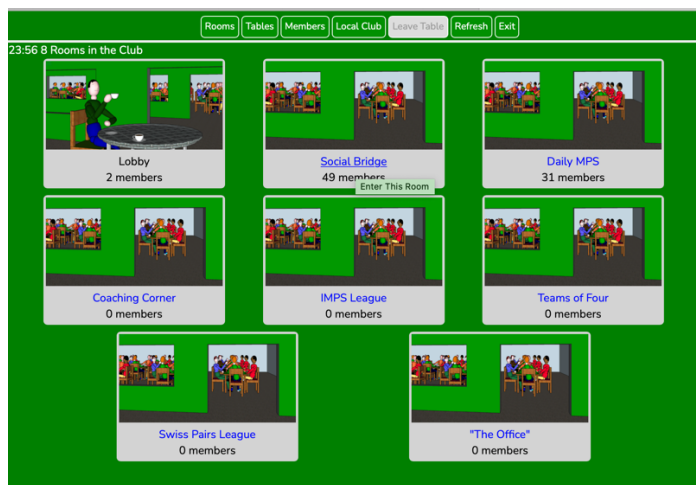 Rooms Tables Members Local Club Leave Table Refresh Exit
23:56 8 Rooms in the Club
Lobby
2 members
Social Bridge
49 members
Enter This Room
Daily MPS
31 members
Coaching Corner
0 members
IMPS League
0 members
Teams of Four
0 members
Swiss Pairs League
0 members
"The Office"
0 members